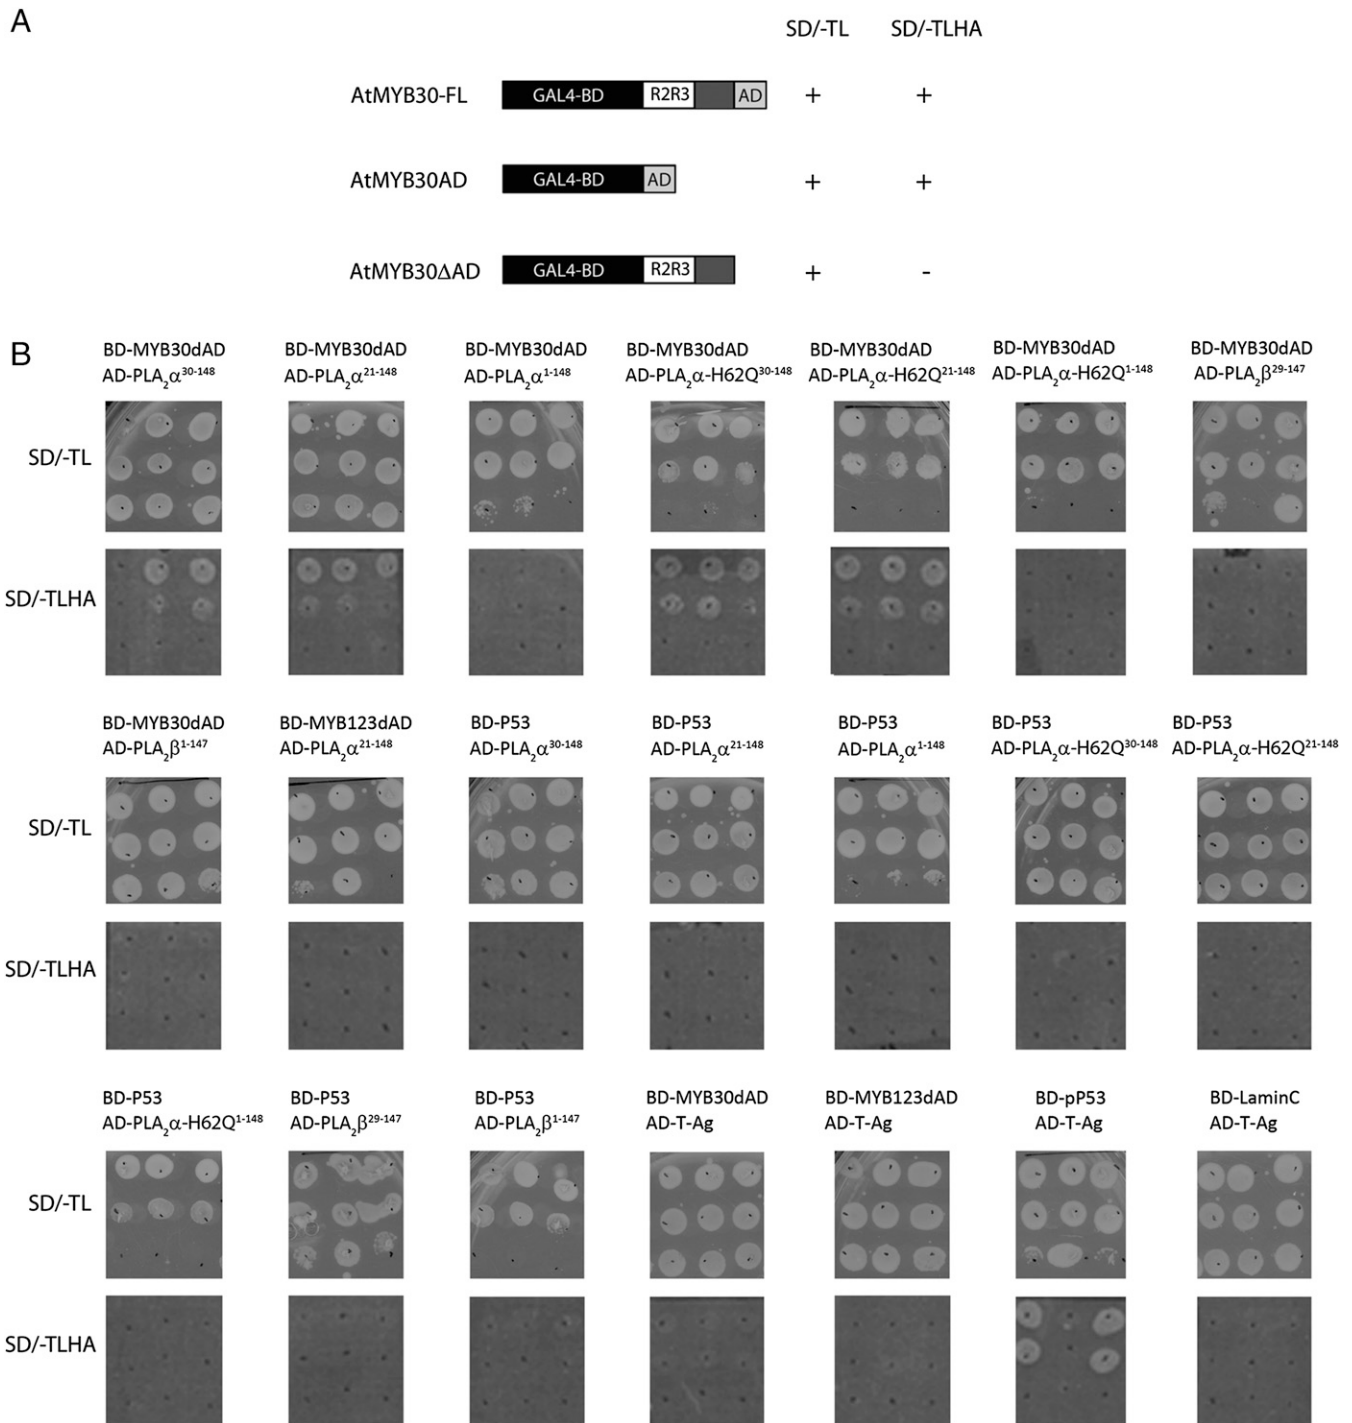 A
SD/-TL SD/-TLHA
AtMYB30-FL GAL4-BD R2R3 AD + +
AtMYB30AD GAL4-BD AD + +
AtMYB30ΔAD GAL4-BD R2R3 + -
B
BD-MYB30dAD BD-MYB30dAD BD-MYB30dAD BD-MYB30dAD BD-MYB30dAD BD-MYB30dAD BD-MYB30dAD
AD-PLA₂α³⁰⁻¹⁴⁸ AD-PLA₂α²¹⁻¹⁴⁸ AD-PLA₂α¹⁻¹⁴⁸ AD-PLA₂α-H62Q³⁰⁻¹⁴⁸ AD-PLA₂α-H62Q²¹⁻¹⁴⁸ AD-PLA₂α-H62Q¹⁻¹⁴⁸ AD-PLA₂β²⁹⁻¹⁴⁷
SD/-TL
SD/-TLHA
BD-MYB30dAD BD-MYB123dAD BD-P53 BD-P53 BD-P53 BD-P53 BD-P53
AD-PLA₂β¹⁻¹⁴⁷ AD-PLA₂α²¹⁻¹⁴⁸ AD-PLA₂α³⁰⁻¹⁴⁸ AD-PLA₂α²¹⁻¹⁴⁸ AD-PLA₂α¹⁻¹⁴⁸ AD-PLA₂α-H62Q³⁰⁻¹⁴⁸ AD-PLA₂α-H62Q²¹⁻¹⁴⁸
SD/-TL
SD/-TLHA
BD-P53 BD-P53 BD-P53 BD-MYB30dAD BD-MYB123dAD BD-pP53 BD-LaminC
AD-PLA₂α-H62Q¹⁻¹⁴⁸ AD-PLA₂β²⁹⁻¹⁴⁷ AD-PLA₂β¹⁻¹⁴⁷ AD-T-Ag AD-T-Ag AD-T-Ag AD-T-Ag
SD/-TL
SD/-TLHA